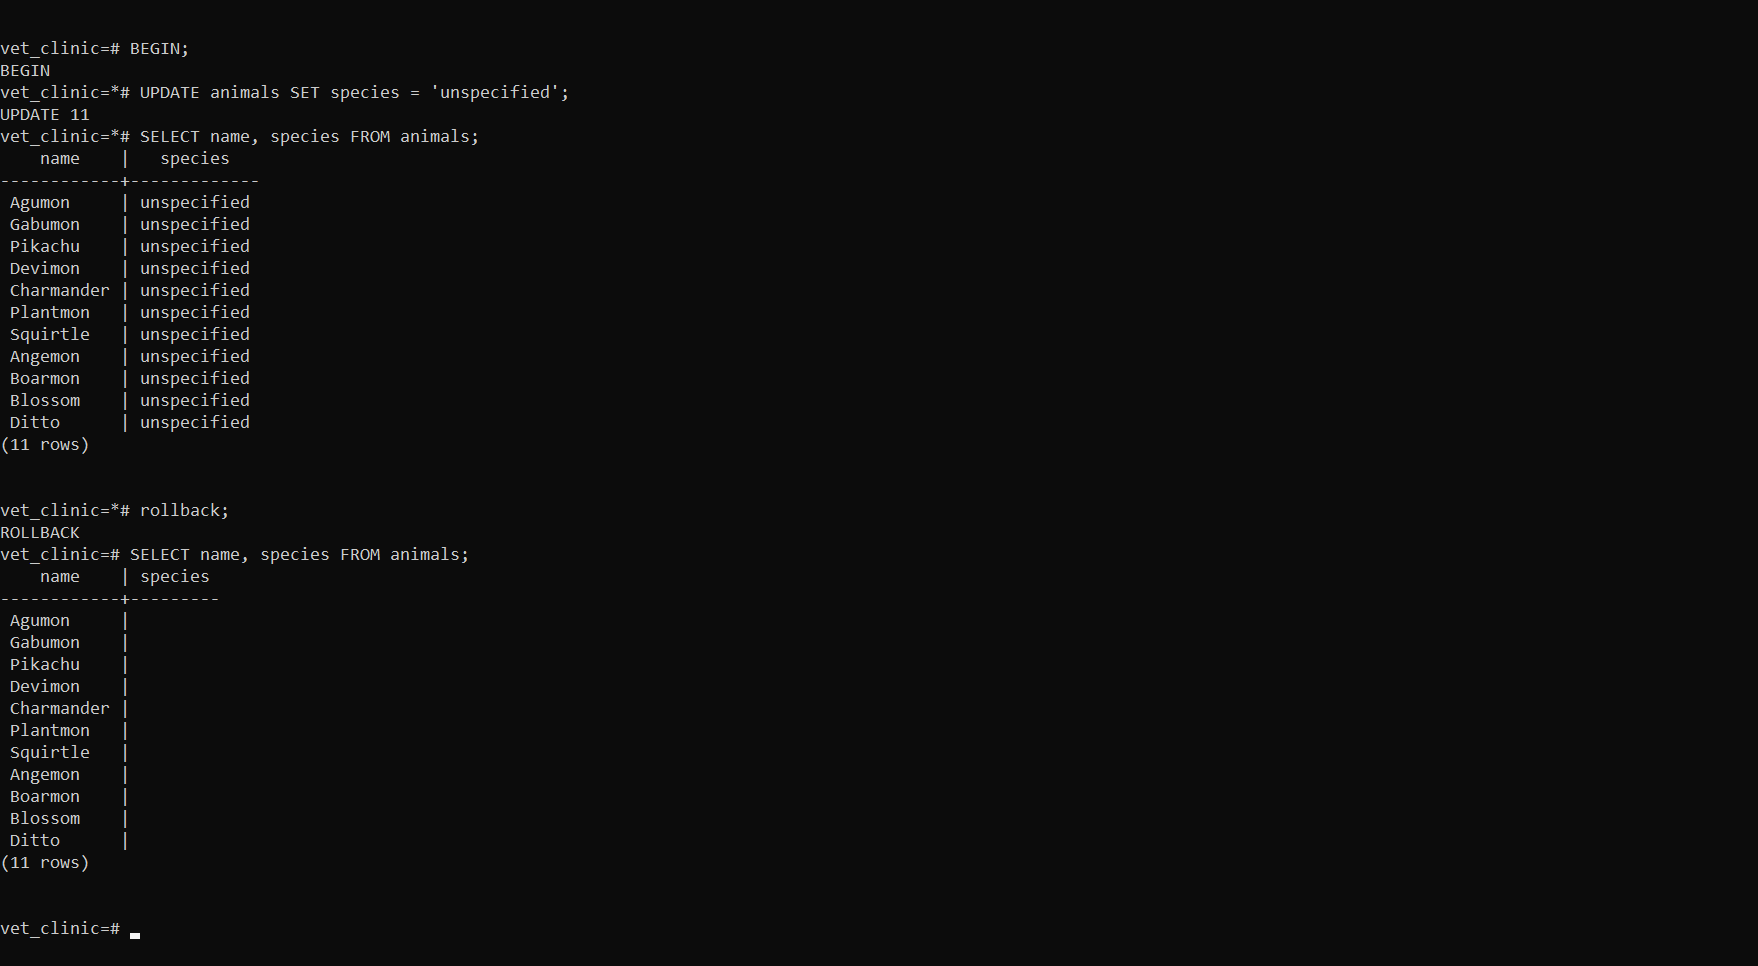 vet_clinic=# BEGIN;
BEGIN
vet_clinic=*# UPDATE animals SET species = 'unspecified';
UPDATE 11
vet_clinic=*# SELECT name, species FROM animals;
    name    |   species
------------+-------------
 Agumon     | unspecified
 Gabumon    | unspecified
 Pikachu    | unspecified
 Devimon    | unspecified
 Charmander | unspecified
 Plantmon   | unspecified
 Squirtle   | unspecified
 Angemon    | unspecified
 Boarmon    | unspecified
 Blossom    | unspecified
 Ditto      | unspecified
(11 rows)
vet_clinic=*# rollback;
ROLLBACK
vet_clinic=# SELECT name, species FROM animals;
    name    | species
------------+---------
 Agumon     |
 Gabumon    |
 Pikachu    |
 Devimon    |
 Charmander |
 Plantmon   |
 Squirtle   |
 Angemon    |
 Boarmon    |
 Blossom    |
 Ditto      |
(11 rows)
vet_clinic=#